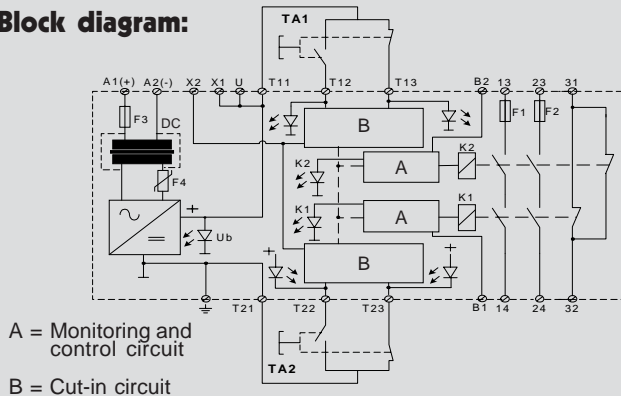 Block diagram:
TA1
A1(+) A2(-) X2 X1 U T11 T12 T13 B2 13 23 31
F3 DC F1 F2
B
K2 A K2
F4
K1 A K1
+ Ub + B +
T21 T22 T23 B1 14 24 32
TA2
A = Monitoring and
control circuit
B = Cut-in circuit